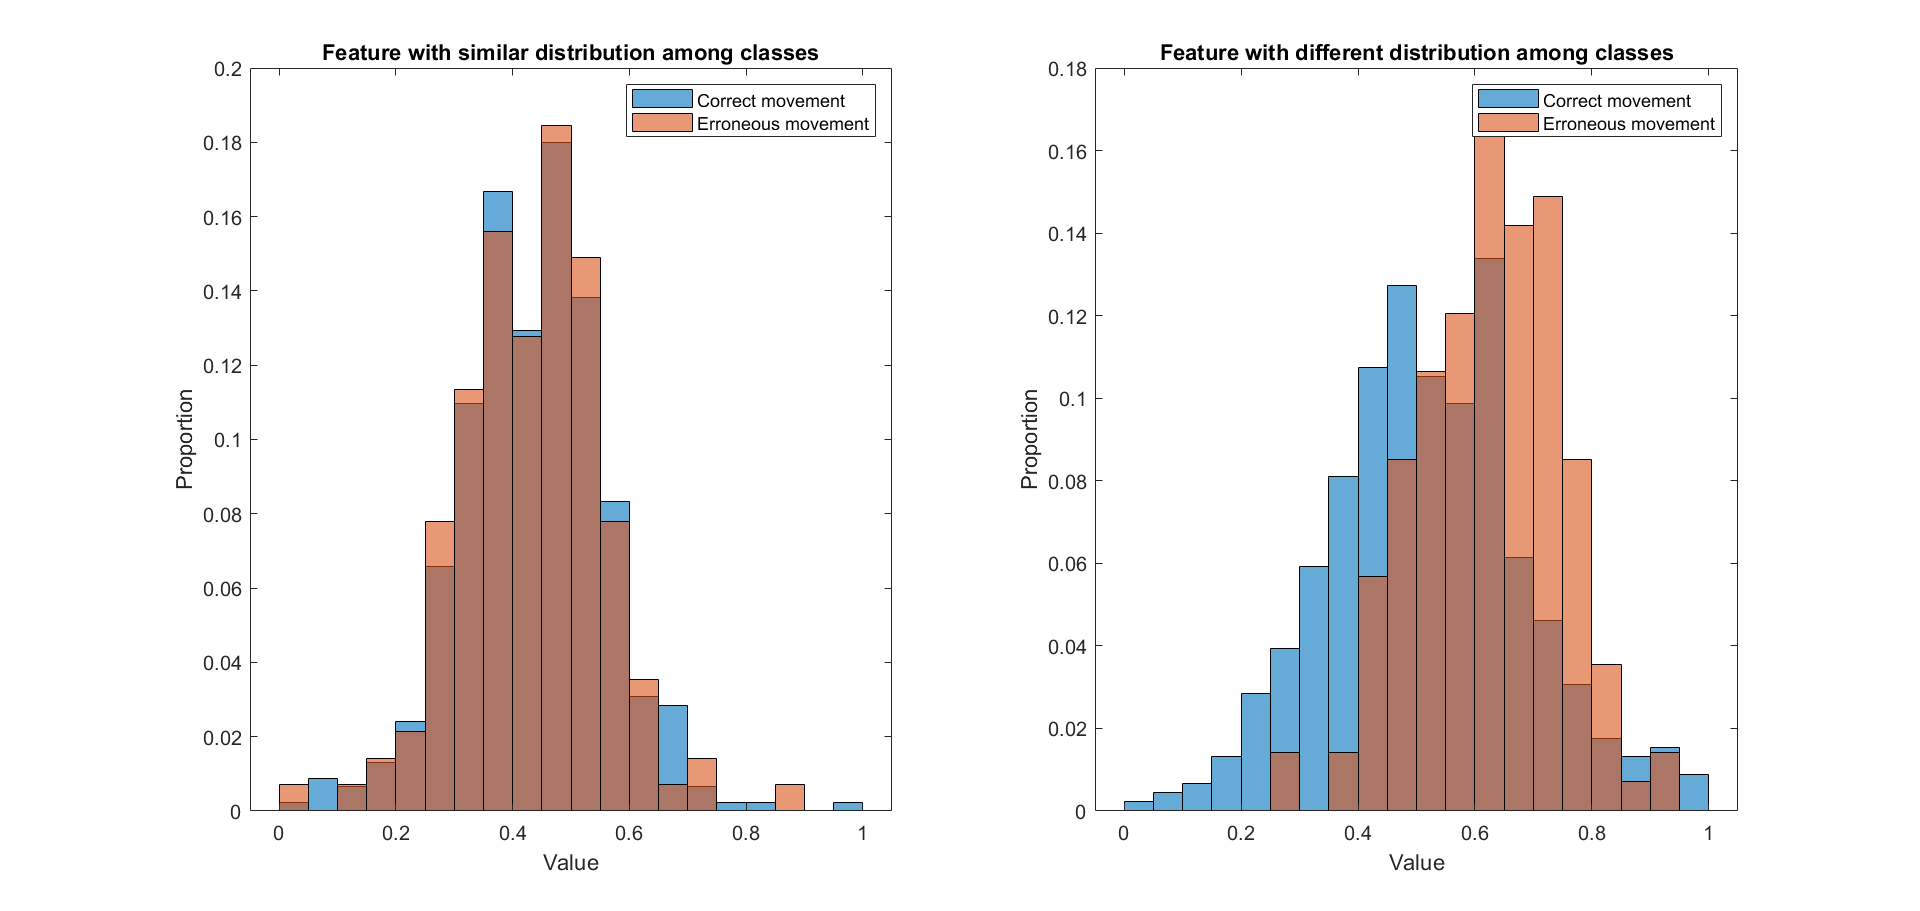 Feature with similar distribution among classes
Correct movement
Erroneous movement
0.2
0.18
0.16
0.14
0.12
0.1
0.08
0.06
0.04
0.02
0
Proportion
0 0.2 0.4 0.6 0.8 1
Value
Feature with different distribution among classes
Correct movement
Erroneous movement
0.18
0.16
0.14
0.12
0.1
0.08
0.06
0.04
0.02
0
Proportion
0 0.2 0.4 0.6 0.8 1
Value